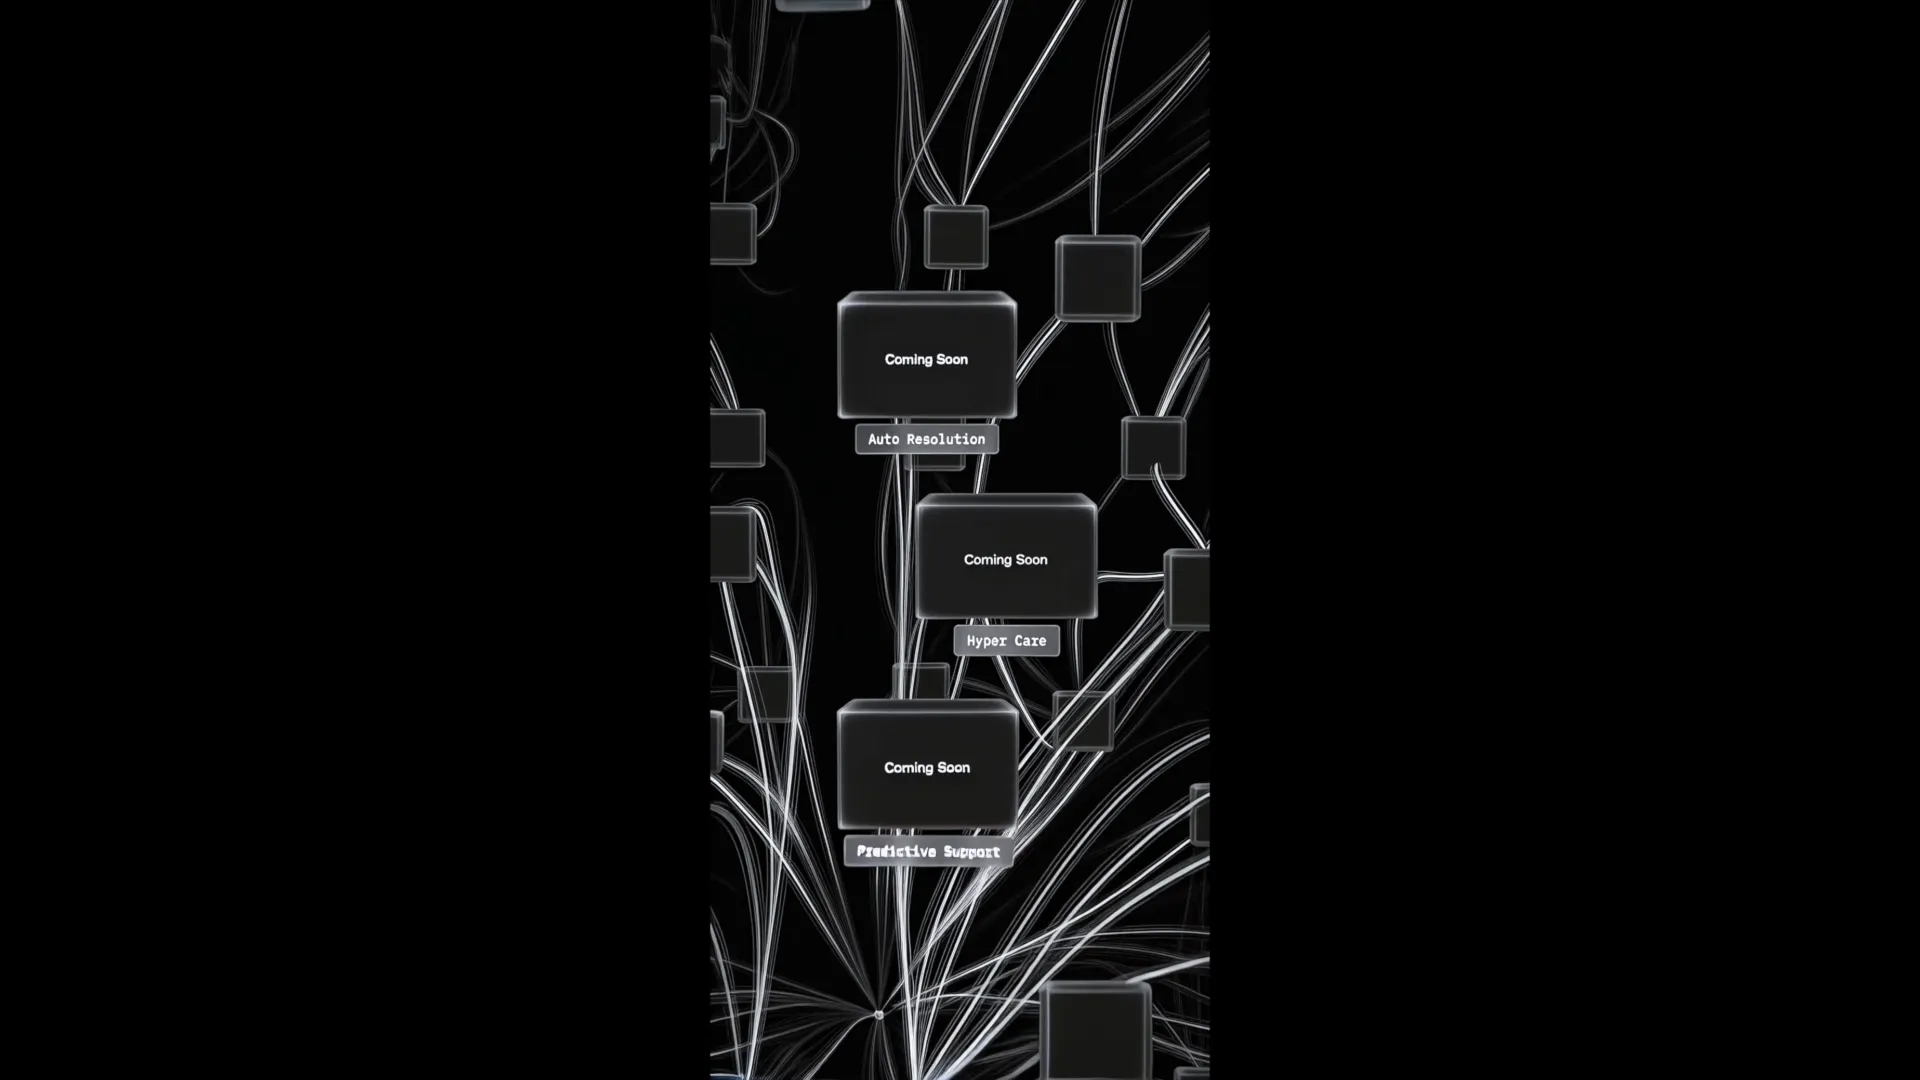 Coming Soon
Auto Resolution
Coming Soon
Hyper Care
Coming Soon
Predictive Support